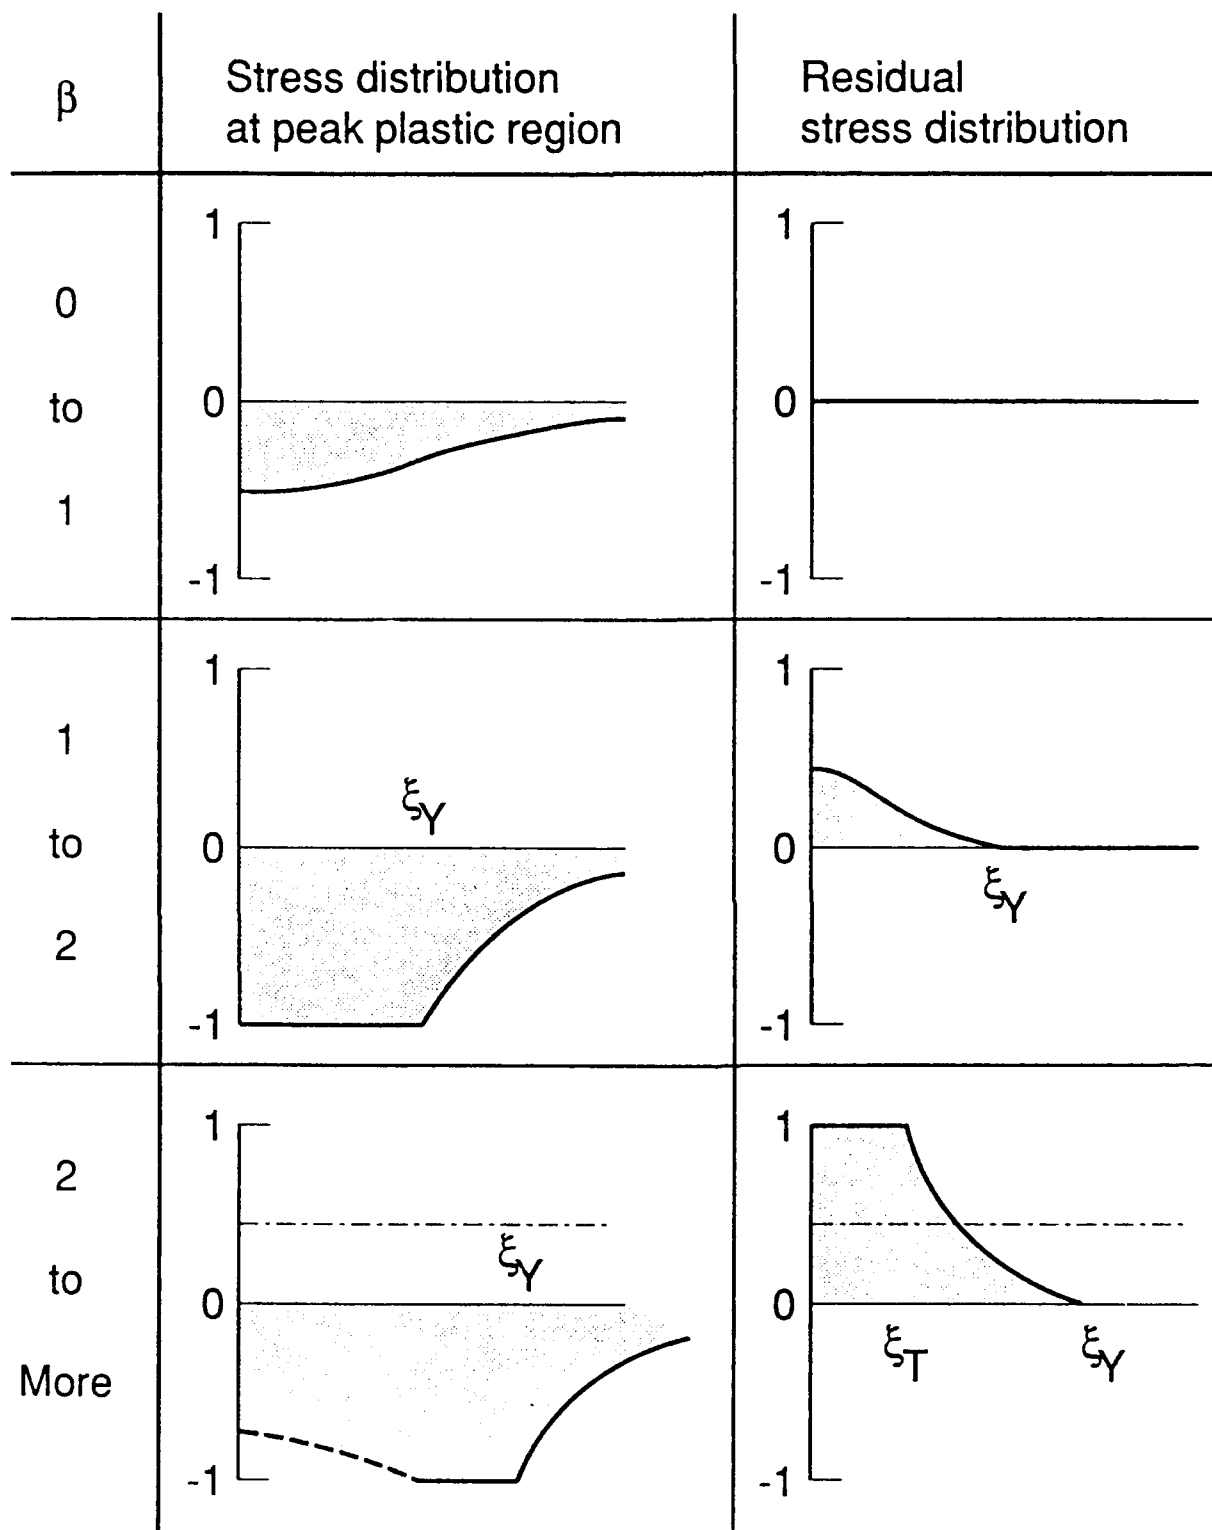 β
Stress distribution
at peak plastic region
Residual
stress distribution
0
to
1
1
0
-1
1
0
-1
1
to
2
1
ξY
0
-1
1
0
ξY
-1
2
to
More
1
ξY
0
-1
1
0
ξT
ξY
-1